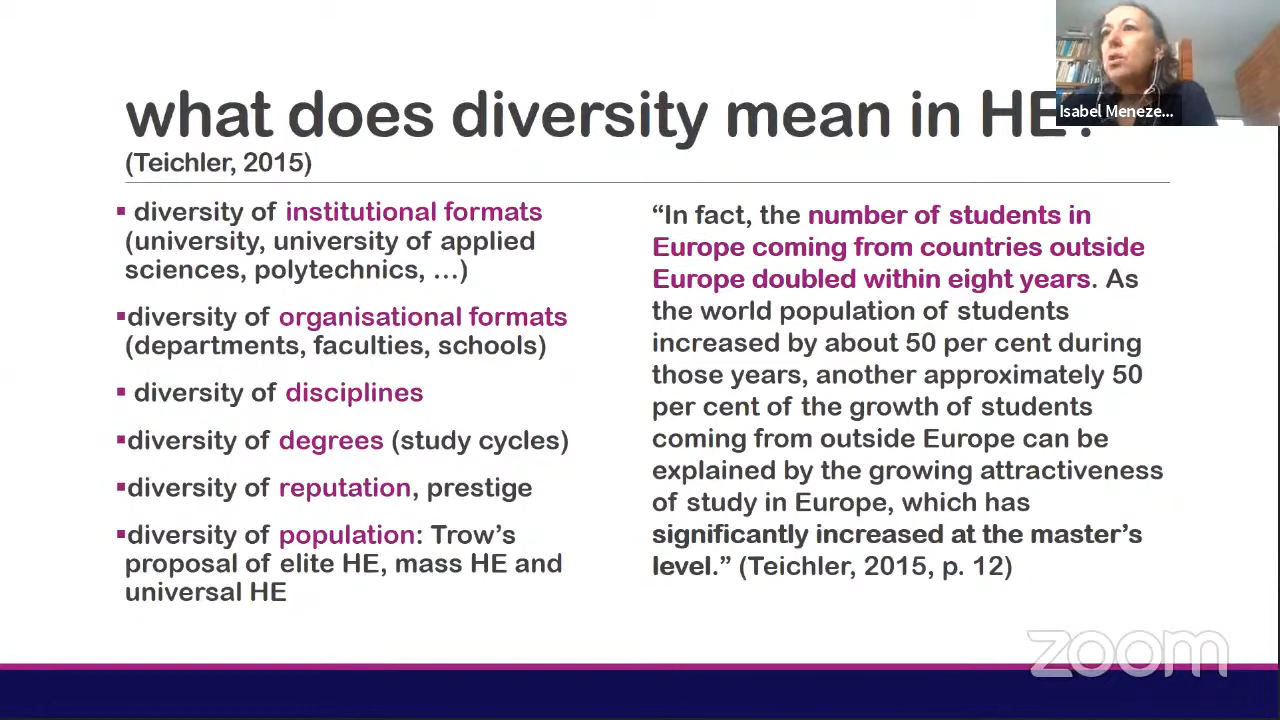 what does diversity mean in HE?
Isabel Meneze...
(Teichler, 2015)
▪ diversity of institutional formats
(university, university of applied
sciences, polytechnics, …)
▪diversity of organisational formats
(departments, faculties, schools)
▪ diversity of disciplines
▪diversity of degrees (study cycles)
▪diversity of reputation, prestige
▪diversity of population: Trow’s
proposal of elite HE, mass HE and
universal HE
“In fact, the number of students in
Europe coming from countries outside
Europe doubled within eight years. As
the world population of students
increased by about 50 per cent during
those years, another approximately 50
per cent of the growth of students
coming from outside Europe can be
explained by the growing attractiveness
of study in Europe, which has
significantly increased at the master’s
level.” (Teichler, 2015, p. 12)
zoom